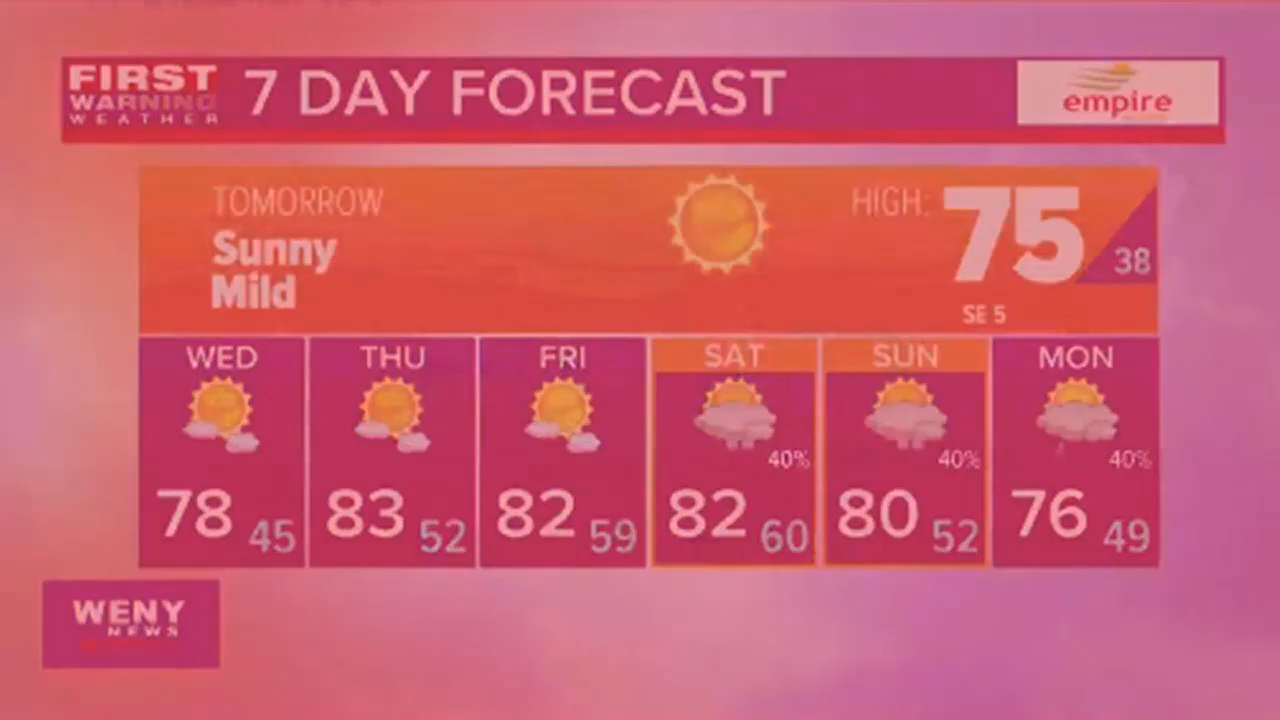 FIRST
WARNING
WEATHER
7 DAY FORECAST
empire
TOMORROW
Sunny
Mild
HIGH: 75
38
SE 5
WED THU FRI SAT SUN MON
40% 40% 40%
78 45 83 52 82 59 82 60 80 52 76 49
WENY
NEWS